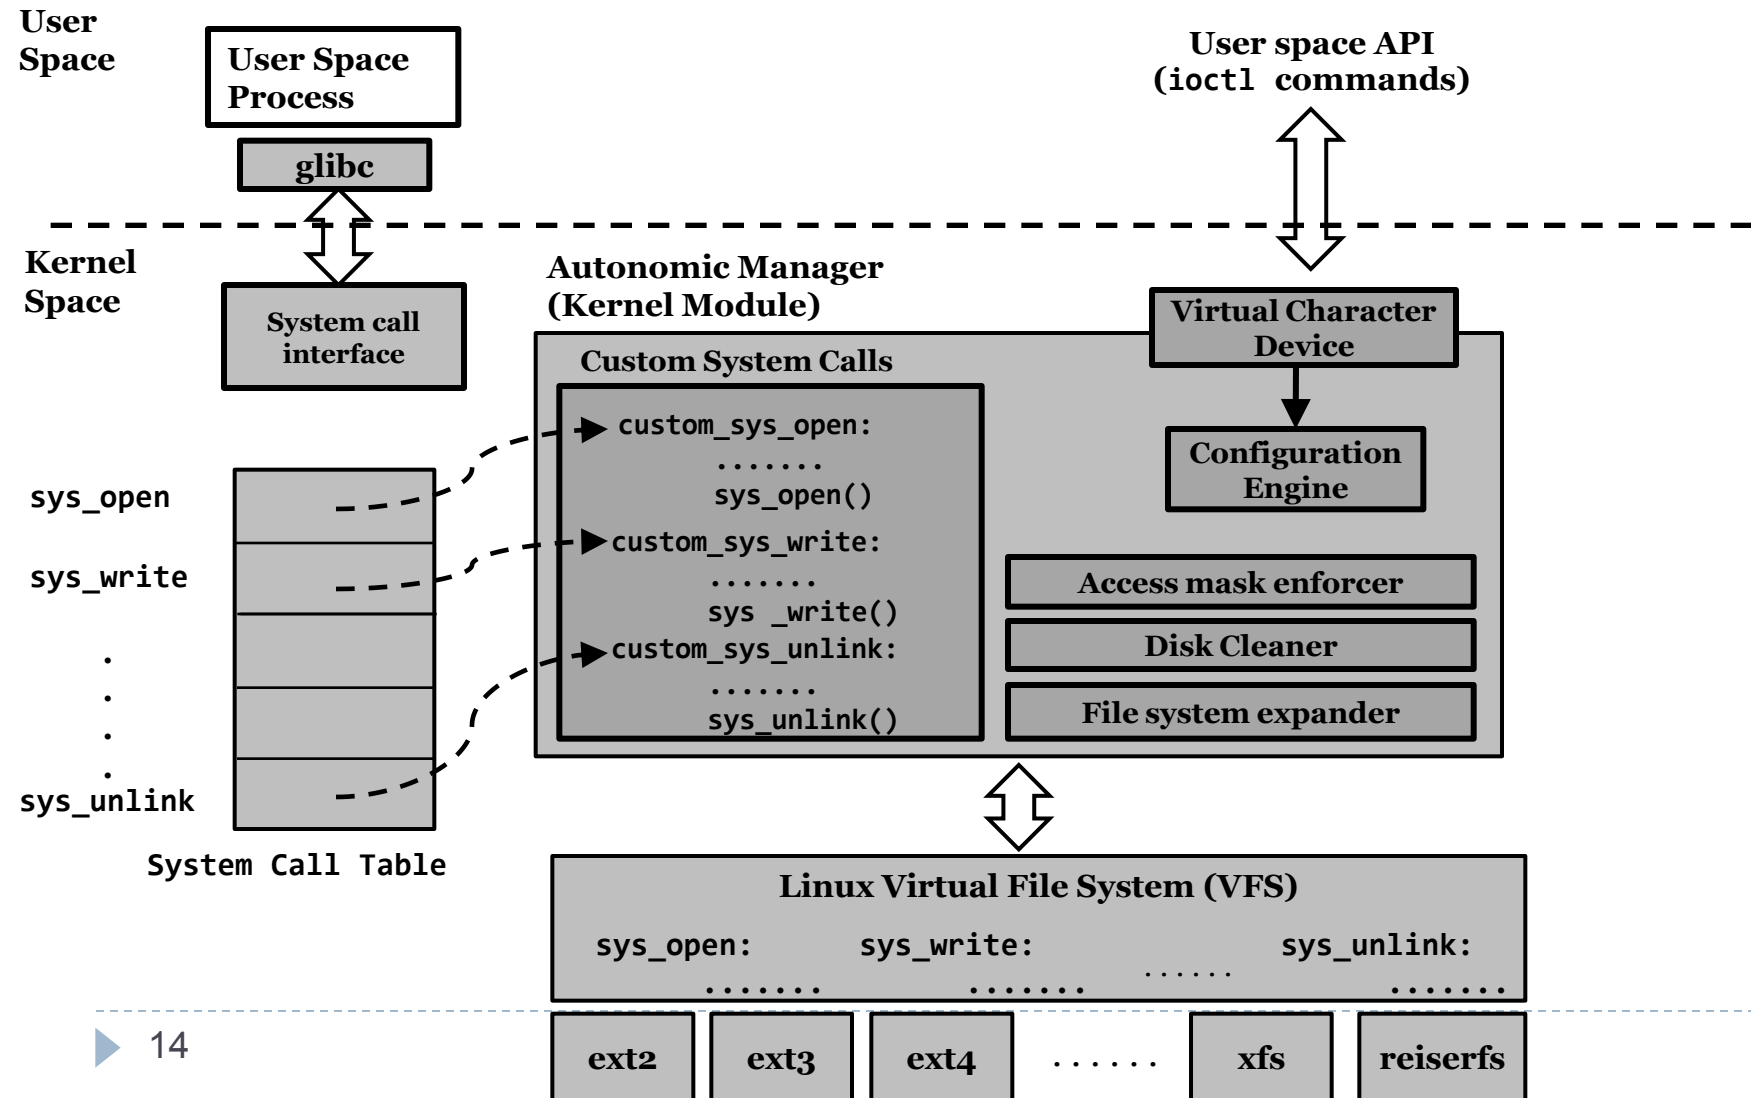 User
Space
User Space
Process
glibc
User space API
(ioctl commands)
Kernel
Space
System call
interface
Autonomic Manager
(Kernel Module)
Virtual Character
Device
Configuration
Engine
Custom System Calls
custom_sys_open:
.......
sys_open()
custom_sys_write:
.......
sys _write()
custom_sys_unlink:
.......
sys_unlink()
Access mask enforcer
Disk Cleaner
File system expander
sys_open
sys_write
.
.
.
.
sys_unlink
System Call Table
Linux Virtual File System (VFS)
sys_open: sys_write: sys_unlink:
....... ....... ...... .......
ext2 ext3 ext4 ...... xfs reiserfs
14